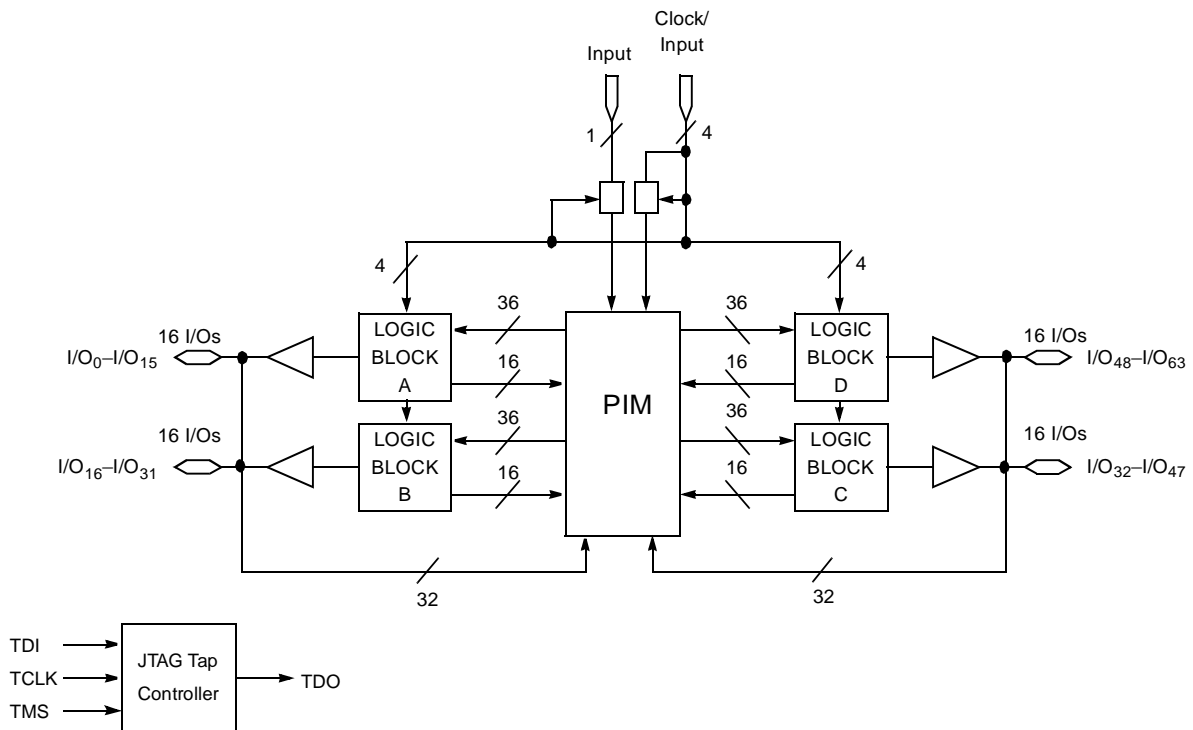 Clock/
Input
Input
1
4
4
4
36
36
16 I/Os
LOGIC
BLOCK
A
LOGIC
BLOCK
D
16 I/Os
I/O0–I/O15
I/O48–I/O63
16
16
PIM
36
36
16 I/Os
LOGIC
BLOCK
B
LOGIC
BLOCK
C
16 I/Os
I/O16–I/O31
I/O32–I/O47
16
16
32
32
TDI
TCLK
TMS
JTAG Tap
Controller
TDO